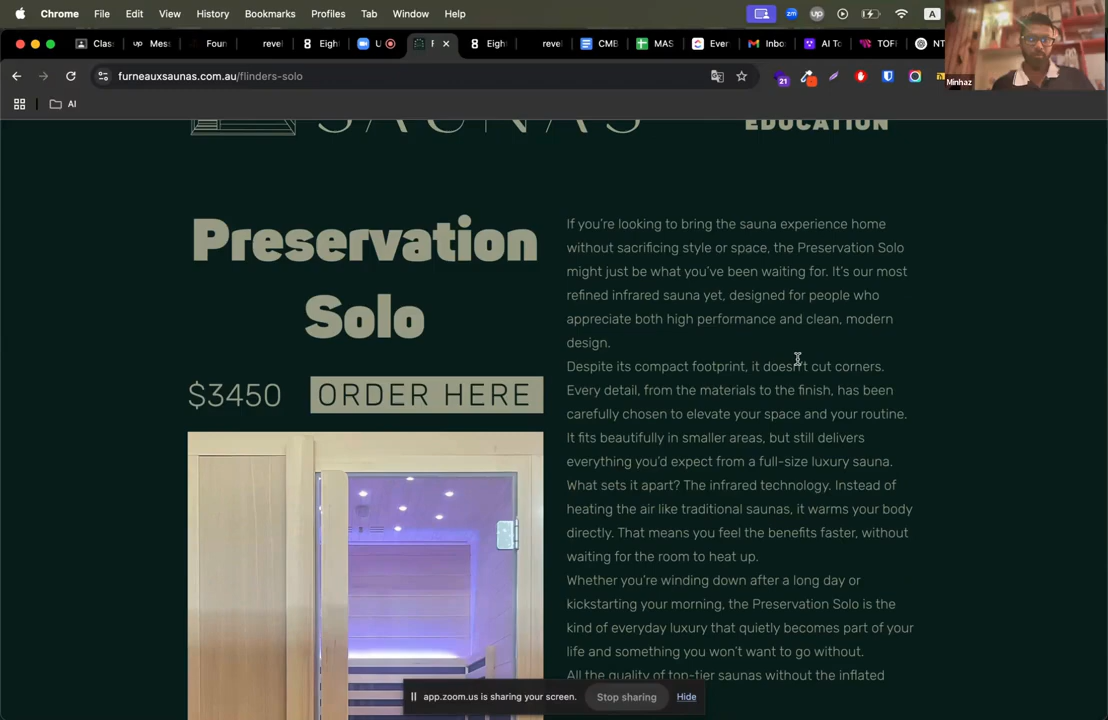 Chrome File Edit View History Bookmarks Profiles Tab Window Help
zm up A
Clas up Mes Four revel 8 Eight U F 8 Eigh revel CMB MAS Ever Inbo AI To TOFI NT
furneauxsaunas.com.au/flinders-solo
21
AI
Minhaz
SAUNAS
EDUCATION
Preservation
Solo
$3450 ORDER HERE
If you're looking to bring the sauna experience home
without sacrificing style or space, the Preservation Solo
might just be what you've been waiting for. It's our most
refined infrared sauna yet, designed for people who
appreciate both high performance and clean, modern
design.
Despite its compact footprint, it doesn't cut corners.
Every detail, from the materials to the finish, has been
carefully chosen to elevate your space and your routine.
It fits beautifully in smaller areas, but still delivers
everything you'd expect from a full-size luxury sauna.
What sets it apart? The infrared technology. Instead of
heating the air like traditional saunas, it warms your body
directly. That means you feel the benefits faster, without
waiting for the room to heat up.
Whether you're winding down after a long day or
kickstarting your morning, the Preservation Solo is the
kind of everyday luxury that quietly becomes part of your
life and something you won't want to go without.
All the quality of top-tier saunas without the inflated
app.zoom.us is sharing your screen. Stop sharing Hide